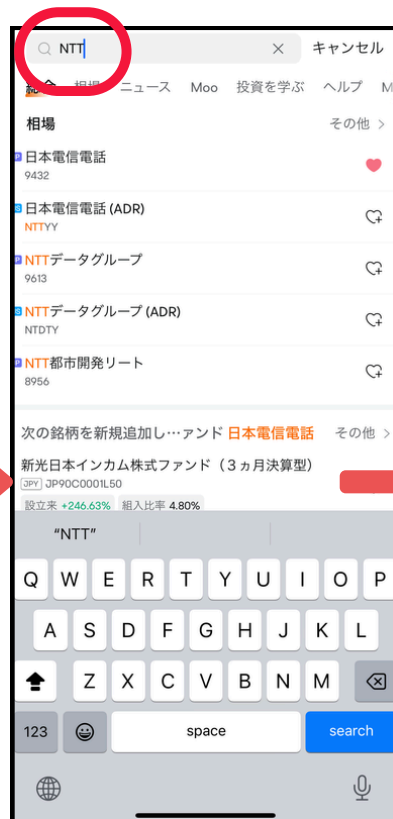 NTT
キャンセル
総合 相場 ニュース Moo 投資を学ぶ ヘルプ M
相場
その他 >
日本電信電話
9432
日本電信電話 (ADR)
NTTYY
NTTデータグループ
9613
NTTデータグループ (ADR)
NTDTY
NTT都市開発リート
8956
次の銘柄を新規追加し…アンド 日本電信電話 その他 >
新光日本インカム株式ファンド（3ヵ月決算型）
JPY JP90C0001L50
設立来 +246.63% 組入比率 4.80%
“NTT”
Q W E R T Y U I O P
A S D F G H J K L
Z X C V B N M
123 space search